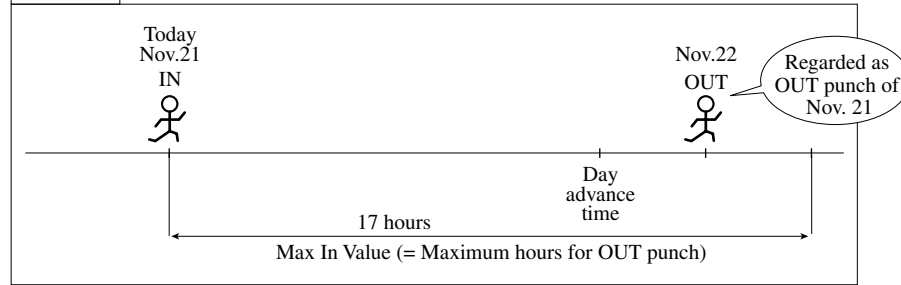 Today
Nov.21
IN
Nov.22
OUT
Regarded as
OUT punch of
Nov. 21
Day
advance
time
17 hours
Max In Value (= Maximum hours for OUT punch)